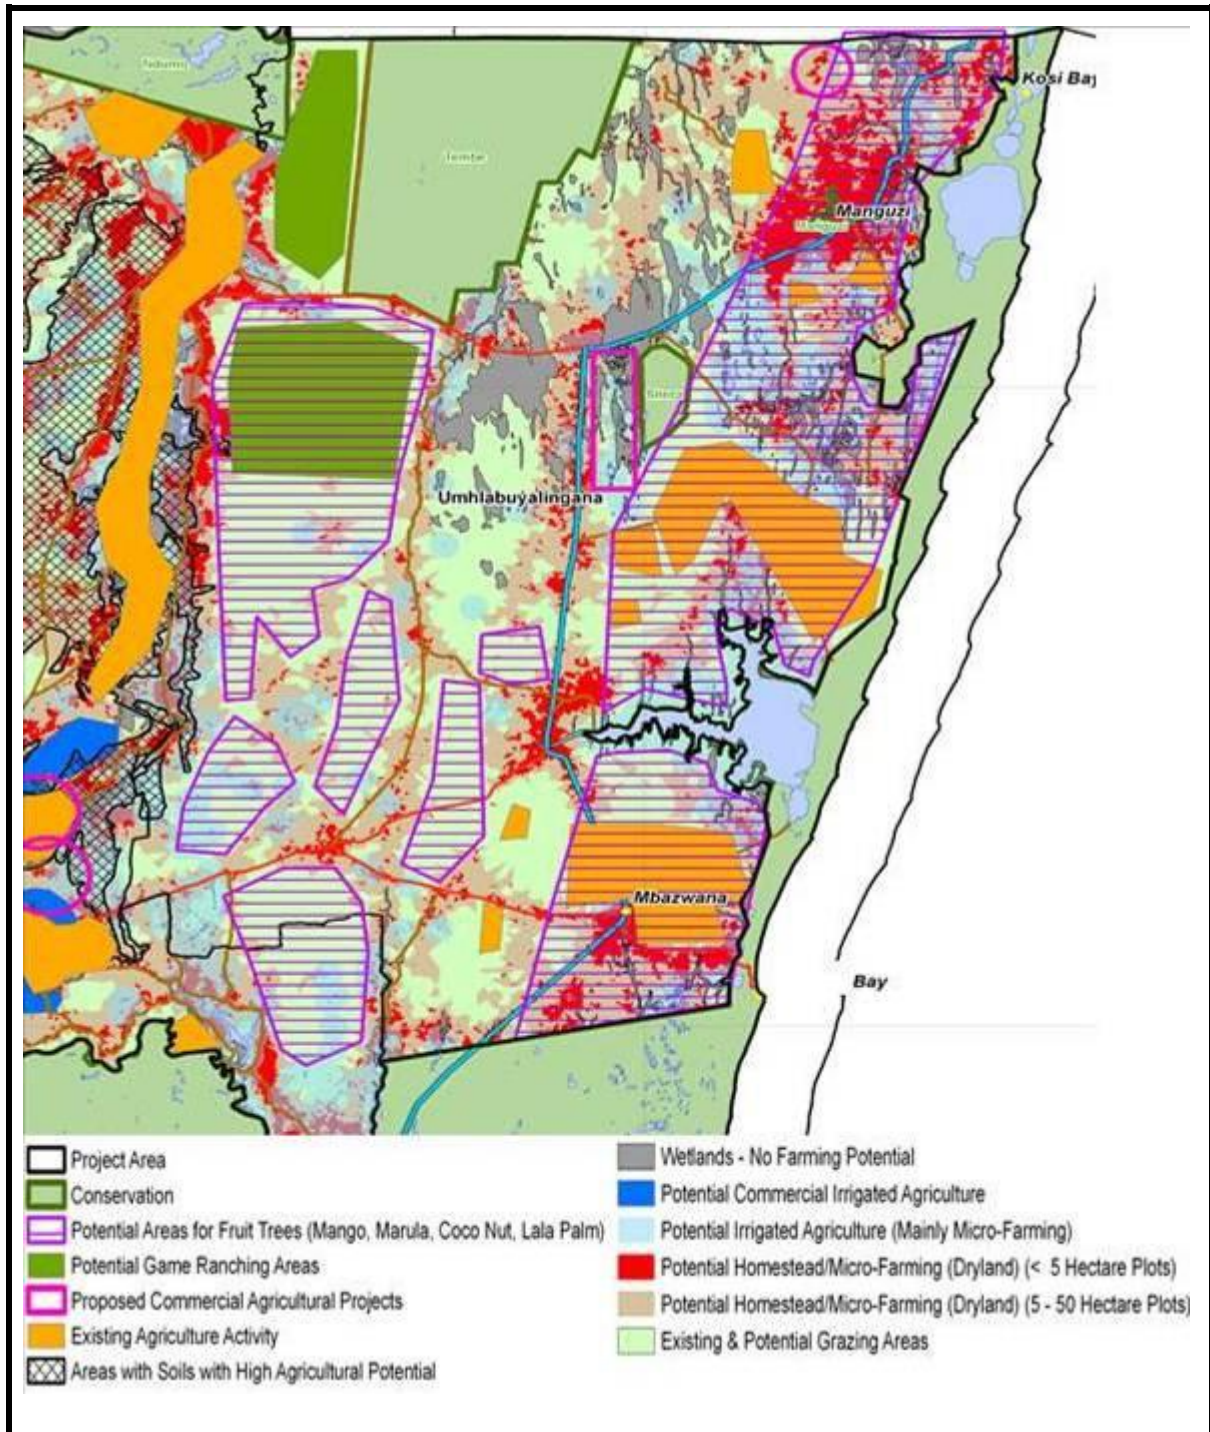 Ndumo
Kosi Bay
Tembe
Manguzi
Manguzi
Umhlabuyalingana
Mbazwana
Bay
Project Area
Conservation
Potential Areas for Fruit Trees (Mango, Marula, Coco Nut, Lala Palm)
Potential Game Ranching Areas
Proposed Commercial Agricultural Projects
Existing Agriculture Activity
Areas with Soils with High Agricultural Potential
Wetlands - No Farming Potential
Potential Commercial Irrigated Agriculture
Potential Irrigated Agriculture (Mainly Micro-Farming)
Potential Homestead/Micro-Farming (Dryland) (< 5 Hectare Plots)
Potential Homestead/Micro-Farming (Dryland) (5 - 50 Hectare Plots)
Existing & Potential Grazing Areas